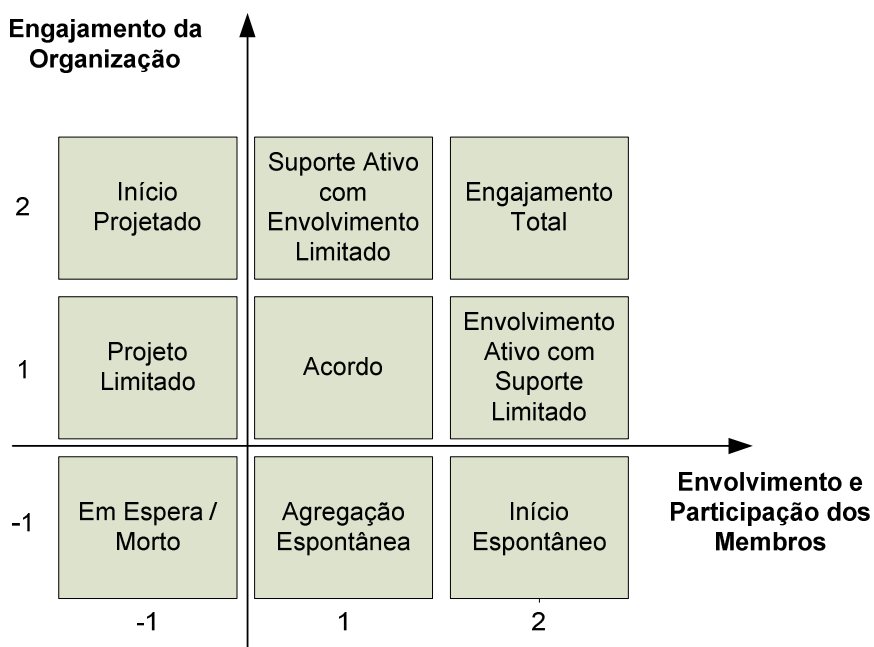 Engajamento da
Organização
2
Início
Projetado
Suporte Ativo
com
Envolvimento
Limitado
Engajamento
Total
1
Projeto
Limitado
Acordo
Envolvimento
Ativo com
Suporte
Limitado
-1
Em Espera /
Morto
Agregação
Espontânea
Início
Espontâneo
Envolvimento e
Participação dos
Membros
-1
1
2